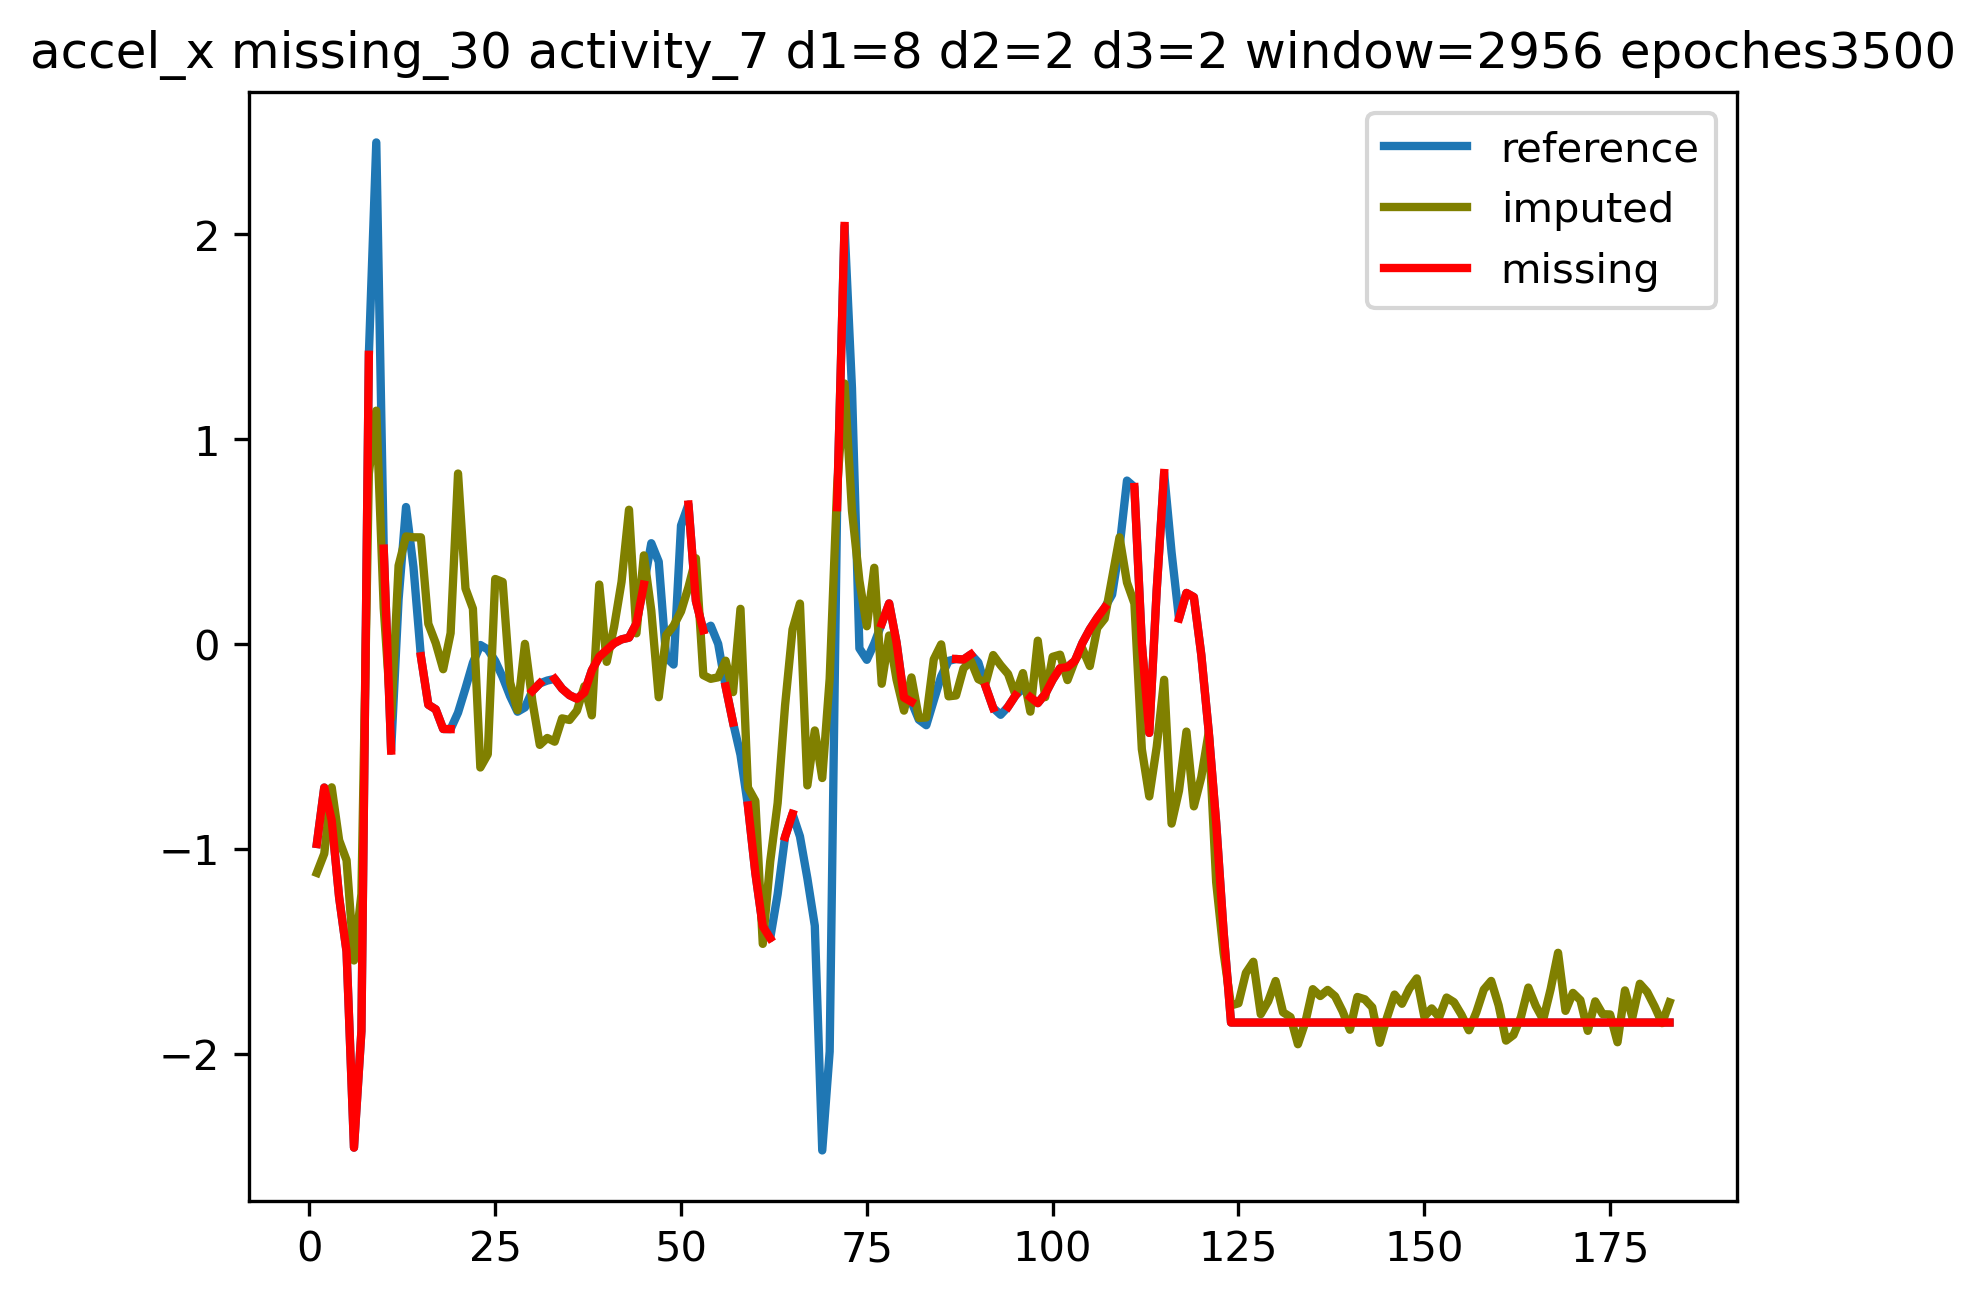 accel_x missing_30 activity_7 d1=8 d2=2 d3=2 window=2956 epoches3500
reference
imputed
missing
2
1
0
−1
−2
0 25 50 75 100 125 150 175